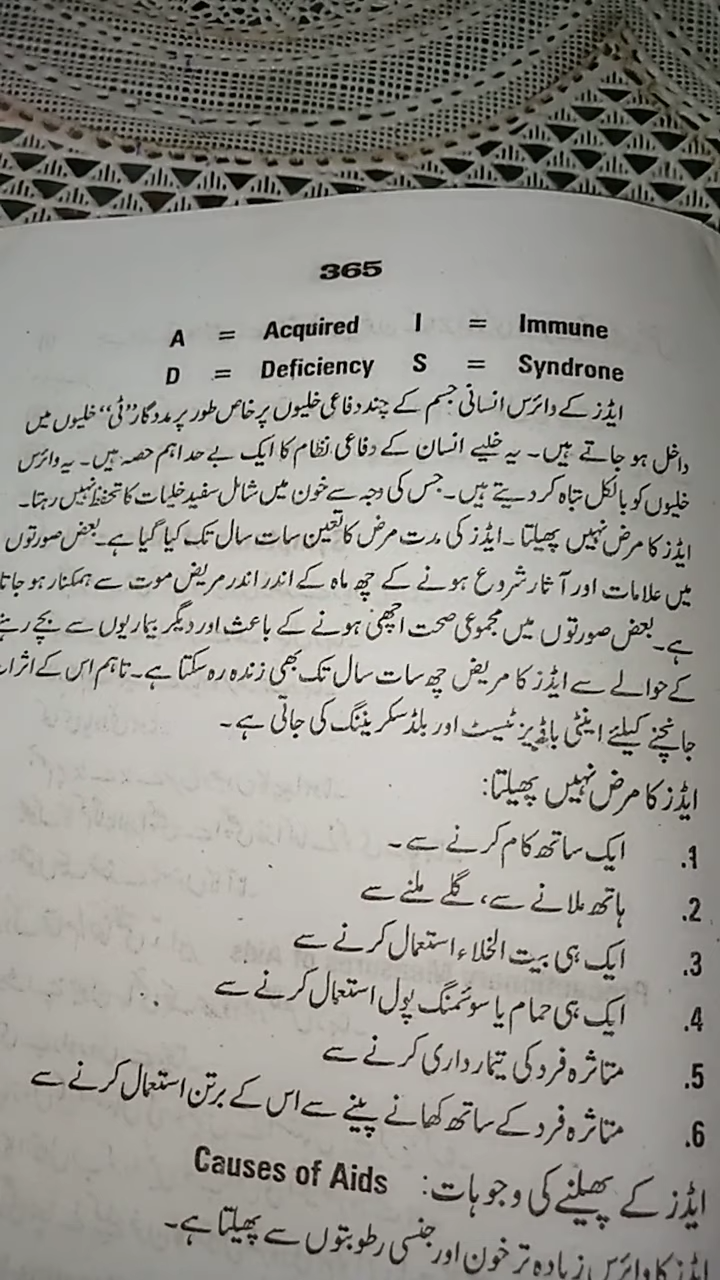 365
A = Acquired I = Immune
D = Deficiency S = Syndrone
ایڈز کے وائرس انسانی جسم کے چند دفاعی خلیوں پر خاص طور پر مددگار ”ٹی“ خلیوں میں
داخل ہو جاتے ہیں۔ یہ خلیے انسان کے دفاعی نظام کا ایک بے حد اہم حصہ ہیں۔ یہ وائرس
خلیوں کو بالکل تباہ کر دیتے ہیں۔ جس کی وجہ سے خون میں شامل سفید خلیات کا تحفظ نہیں رہتا۔
ایڈز کا مرض نہیں پھیلتا۔ ایڈز کی مدت مرض کا تعین سات سال تک کیا گیا ہے۔ بعض صورتوں
میں علامات اور آثار شروع ہونے کے چھ ماہ کے اندر اندر مریض موت سے ہمکنار ہو جاتا
ہے۔ بعض صورتوں میں مجموعی صحت اچھی ہونے کے باعث اور دیگر بیماریوں سے بچے رہنے
کے حوالے سے ایڈز کا مریض چھ سات سال تک بھی زندہ رہ سکتا ہے۔ تاہم اس کے اثرات
جانچنے کیلئے اینٹی باڈیز ٹیسٹ اور بلڈ سکریننگ کی جاتی ہے۔
ایڈز کا مرض نہیں پھیلتا:
1. ایک ساتھ کام کرنے سے۔
2. ہاتھ ملانے سے، گلے ملنے سے
3. ایک ہی بیت الخلاء استعمال کرنے سے
4. ایک ہی حمام یا سوئمنگ پول استعمال کرنے سے
5. متاثرہ فرد کی تیمارداری کرنے سے
6. متاثرہ فرد کے ساتھ کھانے پینے سے اس کے برتن استعمال کرنے سے
ایڈز کے پھیلنے کی وجوہات: Causes of Aids
ایڈز کا وائرس زیادہ تر خون اور جنسی رطوبتوں سے پھیلتا ہے۔